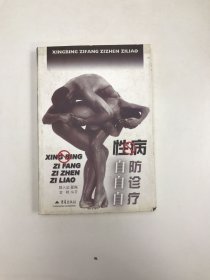 XINGBING ZIFANG ZIZHEN ZILIAO
性病
自防
自诊
自疗
XING BING
ZI FANG
ZI ZHEN
ZI LIAO